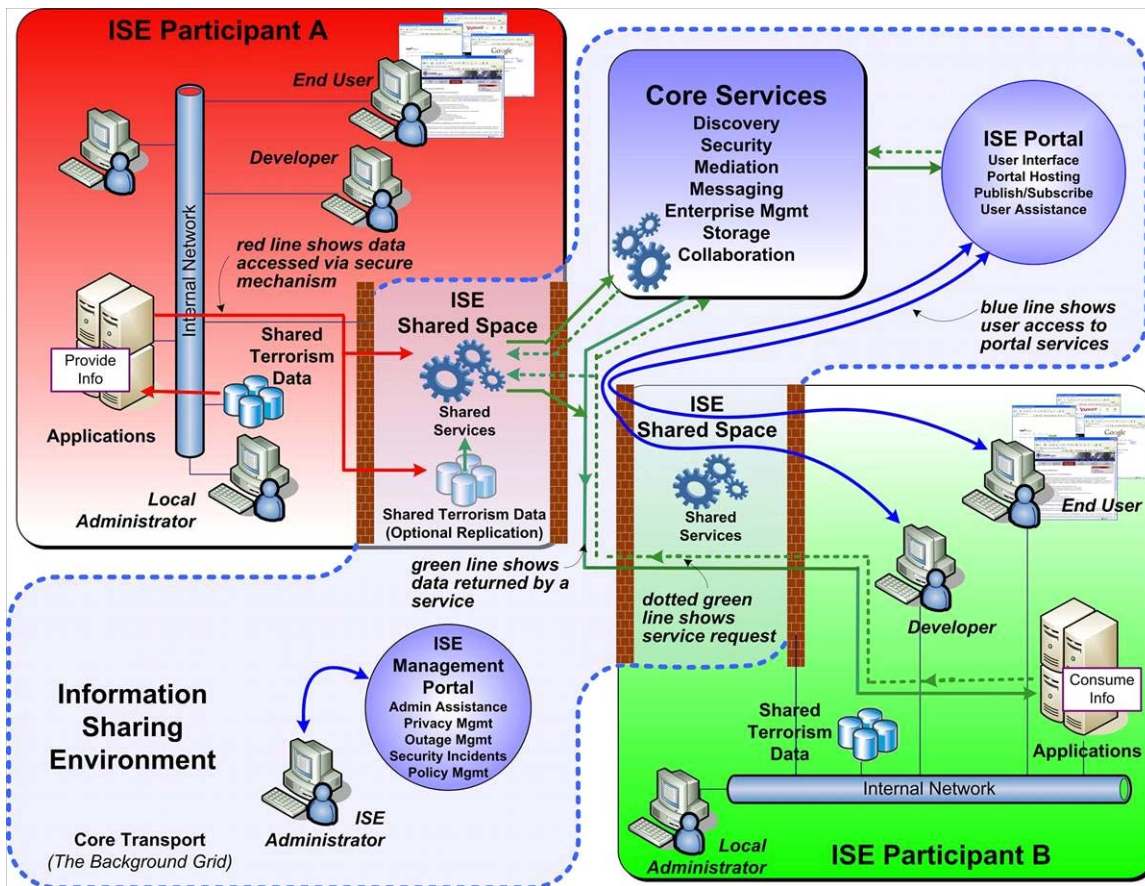 ISE Participant A
End User
Developer
Internal Network
red line shows data
accessed via secure
mechanism
Provide
Info
Applications
Shared
Terrorism
Data
Local
Administrator
ISE
Shared Space
Shared
Services
Shared Terrorism Data
(Optional Replication)
Core Services
Discovery
Security
Mediation
Messaging
Enterprise Mgmt
Storage
Collaboration
ISE Portal
User Interface
Portal Hosting
Publish/Subscribe
User Assistance
blue line shows
user access to
portal services
green line shows
data returned by a
service
dotted green
line shows
service request
ISE
Shared Space
Shared
Services
End User
Developer
Consume
Info
Applications
Shared
Terrorism
Data
Internal Network
Local
Administrator
ISE Participant B
Information
Sharing
Environment
ISE
Management
Portal
Admin Assistance
Privacy Mgmt
Outage Mgmt
Security Incidents
Policy Mgmt
ISE
Administrator
Core Transport
(The Background Grid)
YAHOO!
Google
YAHOO!
Google